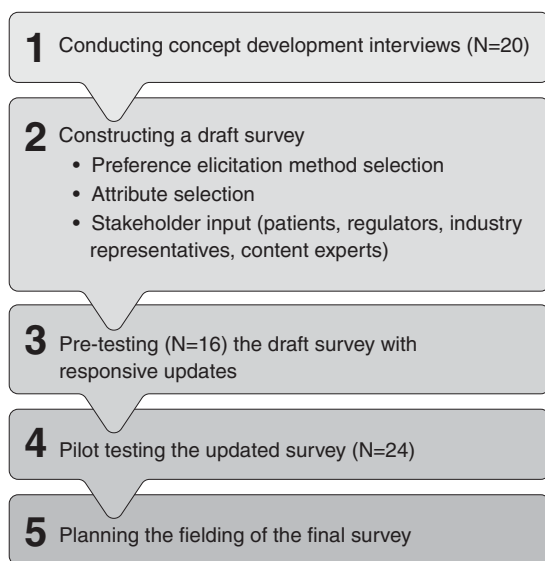 1 Conducting concept development interviews (N=20)
2 Constructing a draft survey
• Preference elicitation method selection
• Attribute selection
• Stakeholder input (patients, regulators, industry
representatives, content experts)
3 Pre-testing (N=16) the draft survey with
responsive updates
4 Pilot testing the updated survey (N=24)
5 Planning the fielding of the final survey